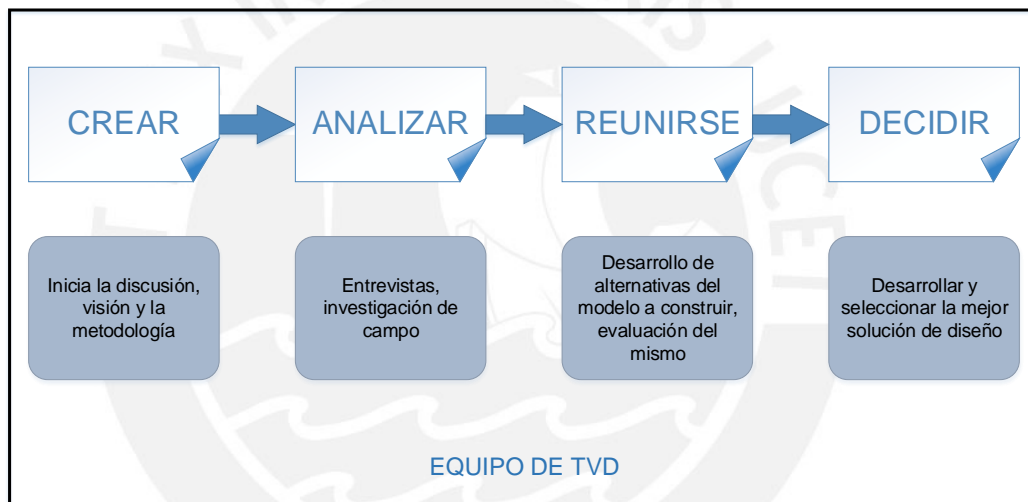 CREAR
ANALIZAR
REUNIRSE
DECIDIR
Inicia la discusión,
visión y la
metodología
Entrevistas,
investigación de
campo
Desarrollo de
alternativas del
modelo a construir,
evaluación del
mismo
Desarrollar y
seleccionar la mejor
solución de diseño
EQUIPO DE TVD